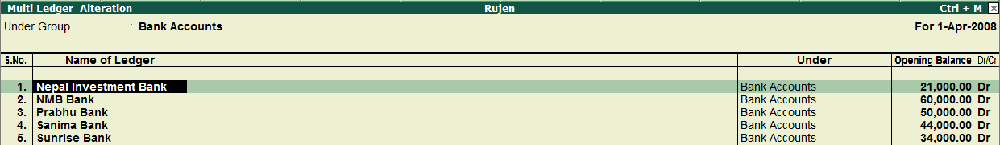 Multi Ledger Alteration Rujen Ctrl + M
Under Group : Bank Accounts For 1-Apr-2008
S.No. Name of Ledger Under Opening Balance Dr/Cr
1. Nepal Investment Bank Bank Accounts 21,000.00 Dr
2. NMB Bank Bank Accounts 60,000.00 Dr
3. Prabhu Bank Bank Accounts 50,000.00 Dr
4. Sanima Bank Bank Accounts 44,000.00 Dr
5. Sunrise Bank Bank Accounts 34,000.00 Dr